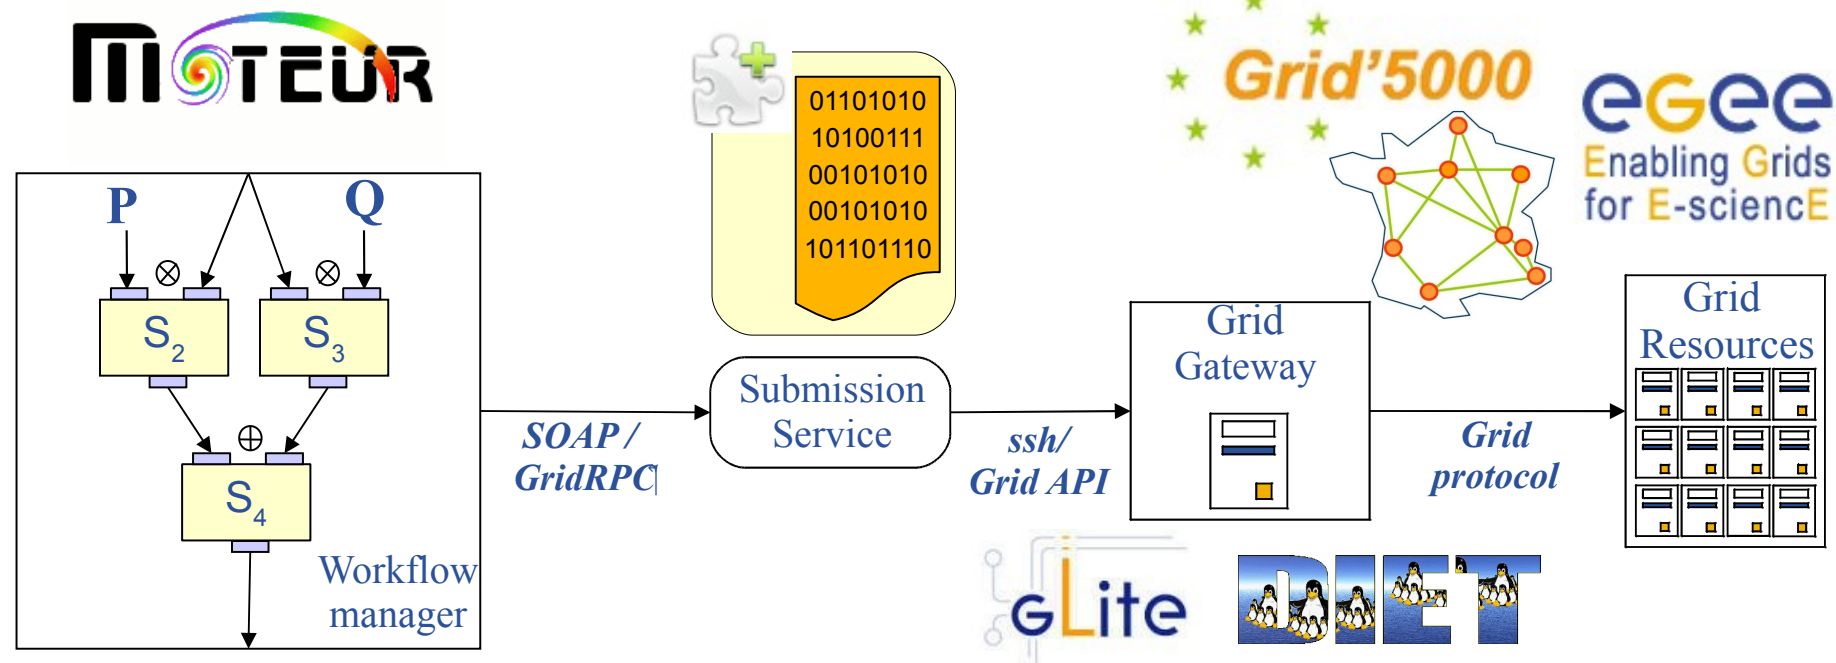 MOTEUR
01101010
10100111
00101010
00101010
101101110
Grid'5000
eGee
Enabling Grids
for E-sciencE
P
Q
⊗
⊗
S2
S3
⊕
S4
Workflow
manager
SOAP /
GridRPC
Submission
Service
ssh/
Grid API
Grid
Gateway
Grid
protocol
Grid
Resources
gLite
DIET